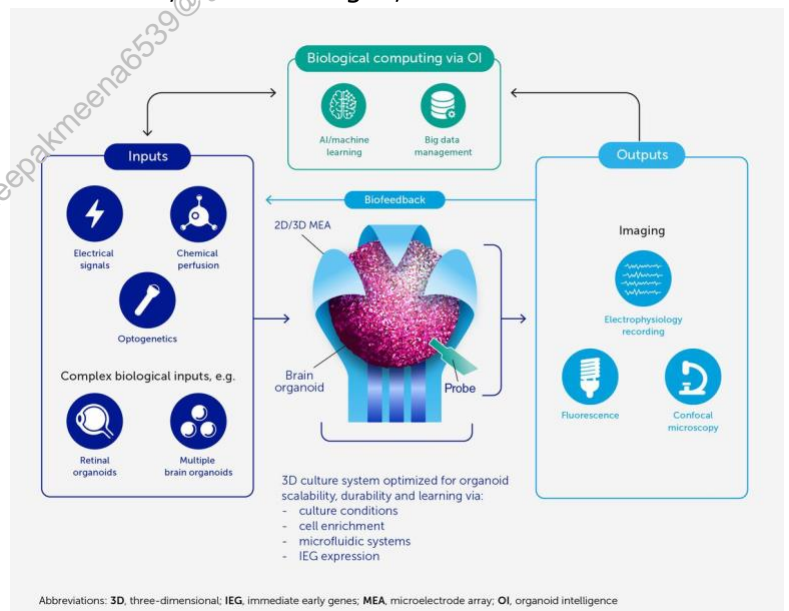 Biological computing via OI
AI/machine
learning
Big data
management
Inputs
Electrical
signals
Chemical
perfusion
Optogenetics
Complex biological inputs, e.g.
Retinal
organoids
Multiple
brain organoids
Biofeedback
2D/3D MEA
Brain
organoid
Probe
3D culture system optimized for organoid
scalability, durability and learning via:
- culture conditions
- cell enrichment
- microfluidic systems
- IEG expression
Outputs
Imaging
Electrophysiology
recording
Fluorescence
Confocal
microscopy
Abbreviations: 3D, three-dimensional; IEG, immediate early genes; MEA, microelectrode array; OI, organoid intelligence